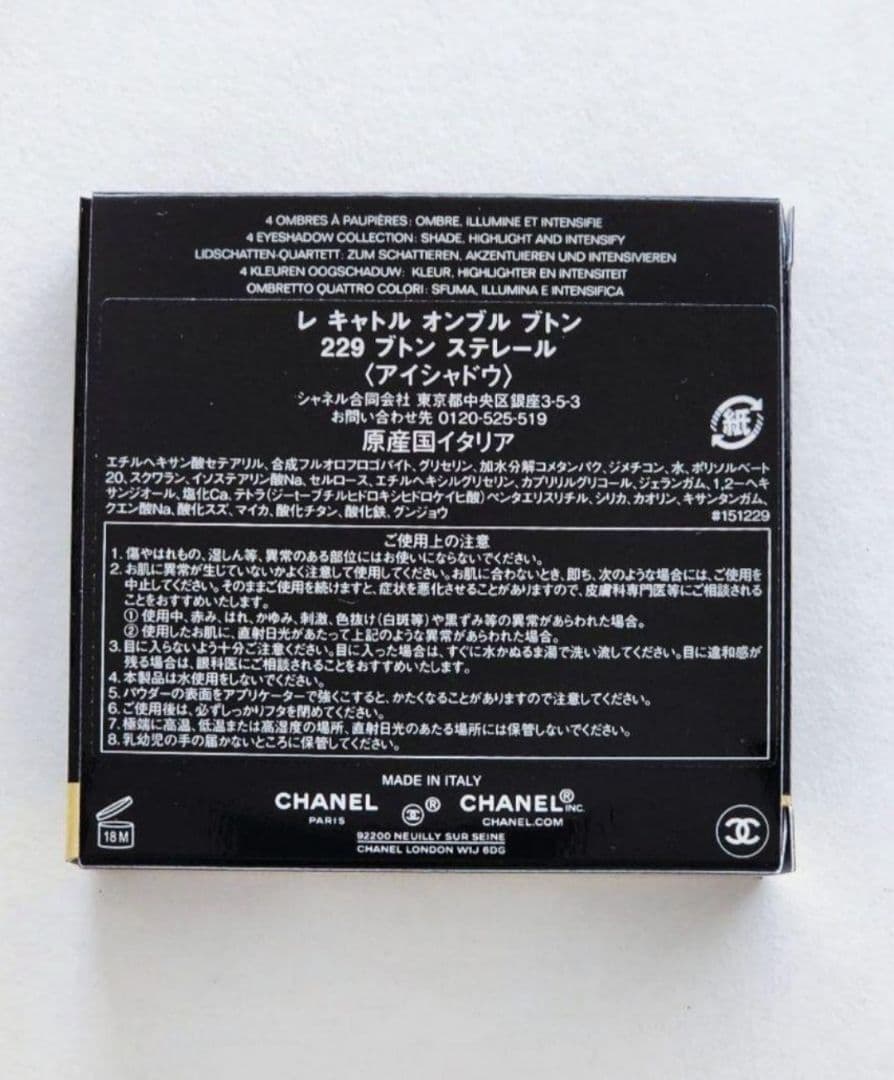 4 OMBRES À PAUPIÈRES: OMBRE, ILLUMINE ET INTENSIFIE
4 EYESHADOW COLLECTION: SHADE, HIGHLIGHT AND INTENSIFY
LIDSCHATTEN-QUARTETT: ZUM SCHATTIEREN, AKZENTUIEREN UND INTENSIVIEREN
4 KLEUREN OOGSCHADUW: KLEUR, HIGHLIGHTER EN INTENSITEIT
OMBRETTO QUATTRO COLORI: SFUMA, ILLUMINA E INTENSIFICA
レ キャトル オンブル ブトン
229 ブトン ステレール
〈アイシャドウ〉
シャネル合同会社 東京都中央区銀座3-5-3
お問い合わせ先 0120-525-519
原産国イタリア
紙
エチルヘキサン酸セテアリル、合成フルオロフロゴパイト、グリセリン、加水分解コメタンパク、ジメチコン、水、ポリソルベート
20、スクワラン、イソステアリン酸Na、セルロース、エチルヘキシルグリセリン、カプリリルグリコール、ジェランガム、1,2-ヘキ
サンジオール、塩化Ca、テトラ(ジ-t-ブチルヒドロキシヒドロケイヒ酸)ペンタエリスリチル、シリカ、カオリン、キサンタンガム、
クエン酸Na、酸化スズ、マイカ、酸化チタン、酸化鉄、グンジョウ
#151229
ご使用上の注意
1. 傷やはれもの、湿しん等、異常のある部位にはお使いにならないでください。
2. お肌に異常が生じていないかよく注意して使用してください。お肌に合わないとき、即ち、次のような場合には、ご使用を
中止してください。そのままご使用を続けますと、症状を悪化させることがありますので、皮膚科専門医等にご相談される
ことをおすすめいたします。
① 使用中、赤み、はれ、かゆみ、刺激、色抜け(白斑等)や黒ずみ等の異常があらわれた場合。
② 使用したお肌に、直射日光があたって上記のような異常があらわれた場合。
3. 目に入らないよう十分ご注意ください。目に入った場合は、すぐに水かぬるま湯で洗い流してください。目に違和感が
残る場合は、眼科医にご相談されることをおすすめいたします。
4. 本製品は水使用をしないでください。
5. パウダーの表面をアプリケーターで強くこすると、かたくなることがありますので注意してください。
6. ご使用後は、必ずしっかりフタを閉めてください。
7. 極端に高温、低温または高湿度の場所、直射日光のあたる場所には保管しないでください。
8. 乳幼児の手の届かないところに保管してください。
MADE IN ITALY
CHANEL ® CHANEL® INC.
PARIS CHANEL.COM
92200 NEUILLY SUR SEINE
CHANEL LONDON W1J 6DG
18 M